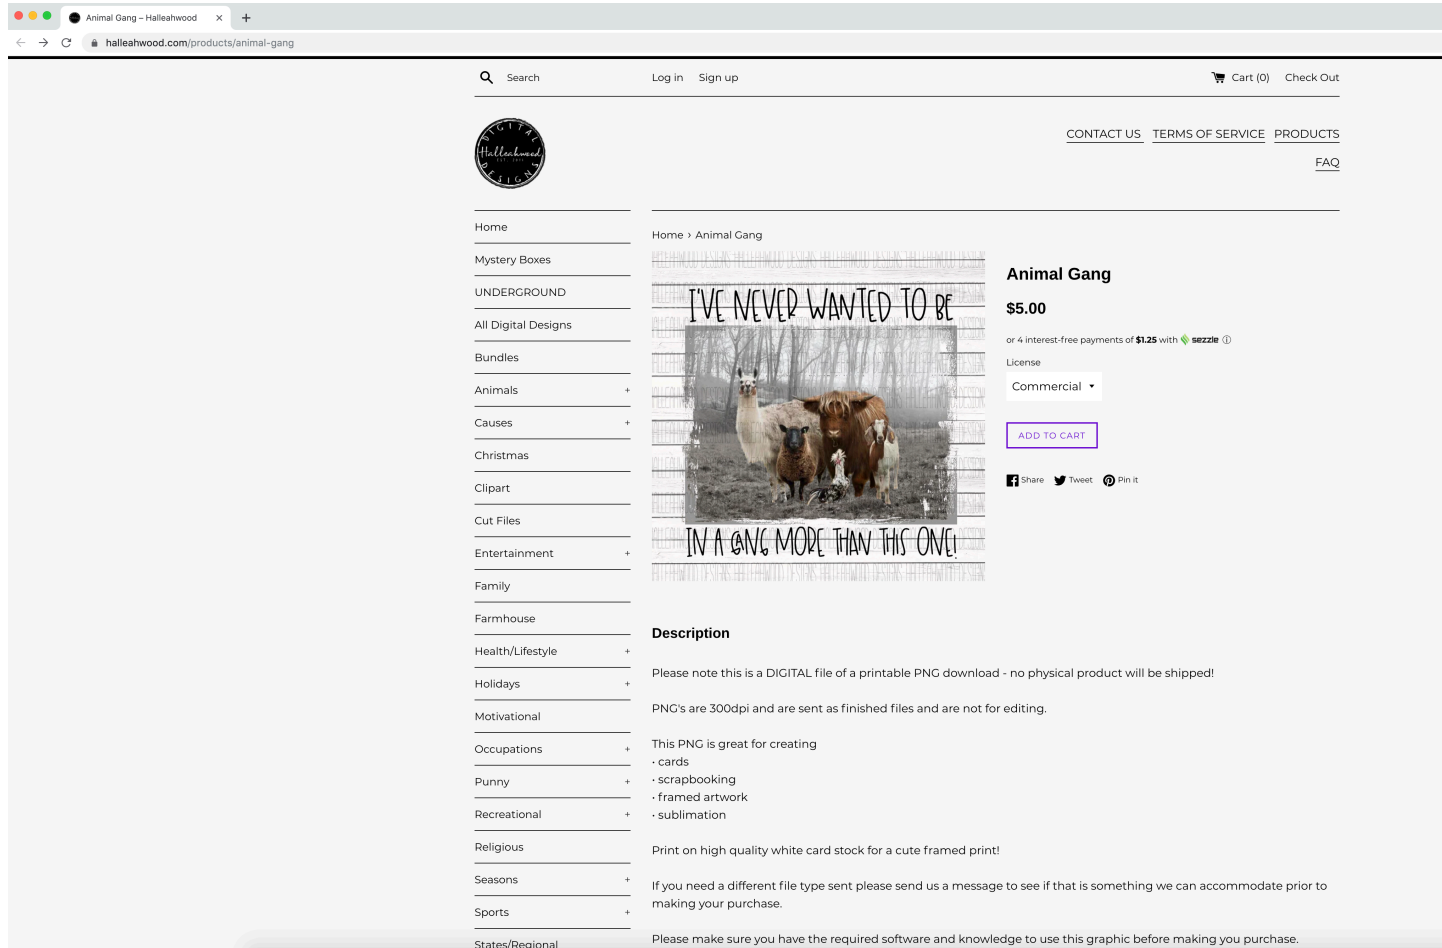 Animal Gang – Halleahwood
halleahwood.com/products/animal-gang
Search
Log in
Sign up
Cart (0)
Check Out
DIGITAL
Halleahwood
DESIGNS
CONTACT US
TERMS OF SERVICE
PRODUCTS
FAQ
Home
Mystery Boxes
UNDERGROUND
All Digital Designs
Bundles
Animals +
Causes +
Christmas
Clipart
Cut Files
Entertainment +
Family
Farmhouse
Health/Lifestyle +
Holidays +
Motivational
Occupations +
Punny +
Recreational +
Religious
Seasons +
Sports +
States/Regional
Home › Animal Gang
I'VE NEVER WANTED TO BE
IN A GANG MORE THAN THIS ONE!
Animal Gang
$5.00
or 4 interest-free payments of $1.25 with sezzle
License
Commercial
ADD TO CART
Share
Tweet
Pin it
Description
Please note this is a DIGITAL file of a printable PNG download - no physical product will be shipped!
PNG's are 300dpi and are sent as finished files and are not for editing.
This PNG is great for creating
• cards
• scrapbooking
• framed artwork
• sublimation
Print on high quality white card stock for a cute framed print!
If you need a different file type sent please send us a message to see if that is something we can accommodate prior to
making your purchase.
Please make sure you have the required software and knowledge to use this graphic before making you purchase.